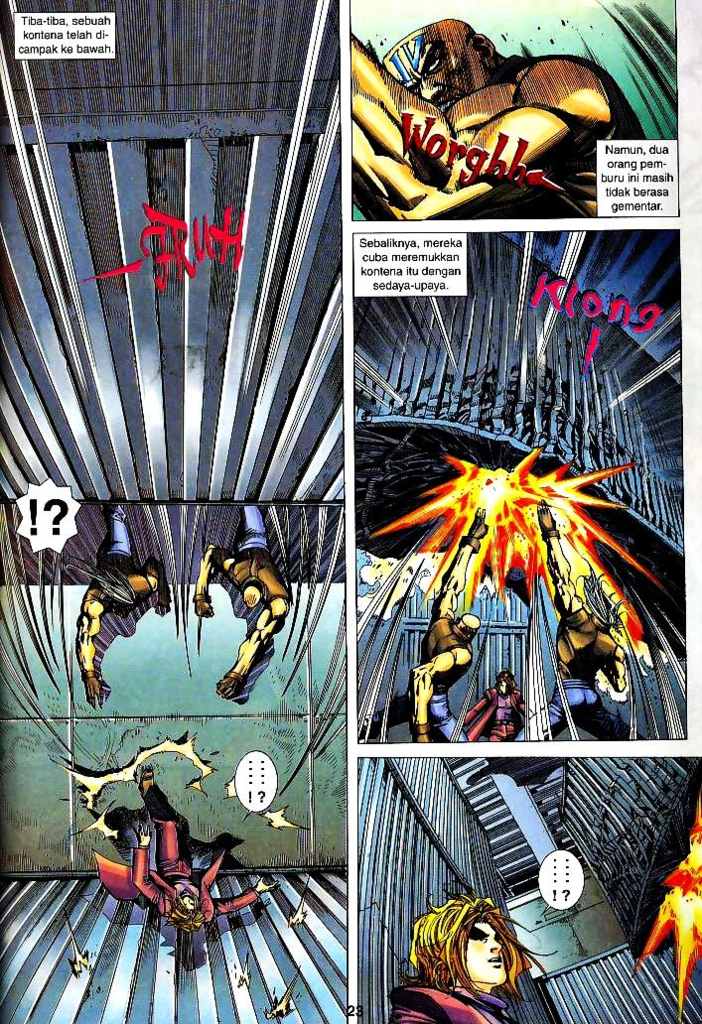 Tiba-tiba, sebuah
kontena telah di-
campak ke bawah.
!?
......
!?
Worghhh
Namun, dua
orang pem-
buru ini masih
tidak berasa
gementar.
Sebaliknya, mereka
cuba meremukkan
kontena itu dengan
sedaya-upaya.
Klong
!
......
!?
23